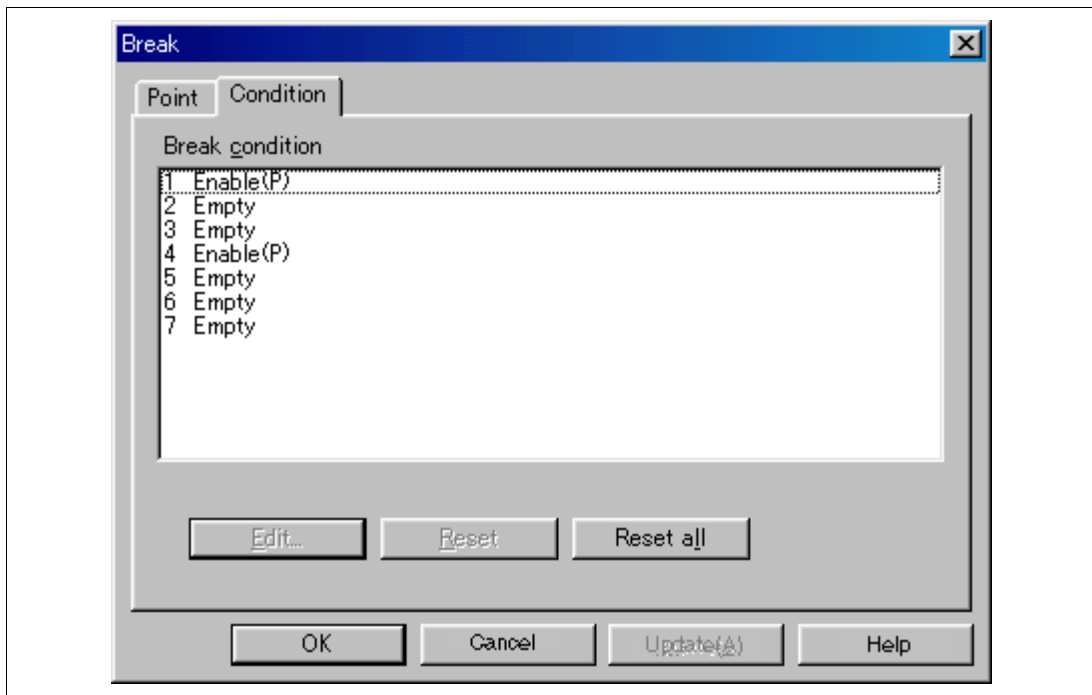 Break
Point Condition
Break condition
1 Enable(P)
2 Empty
3 Empty
4 Enable(P)
5 Empty
6 Empty
7 Empty
Edit... Reset Reset all
OK Cancel Update(A) Help